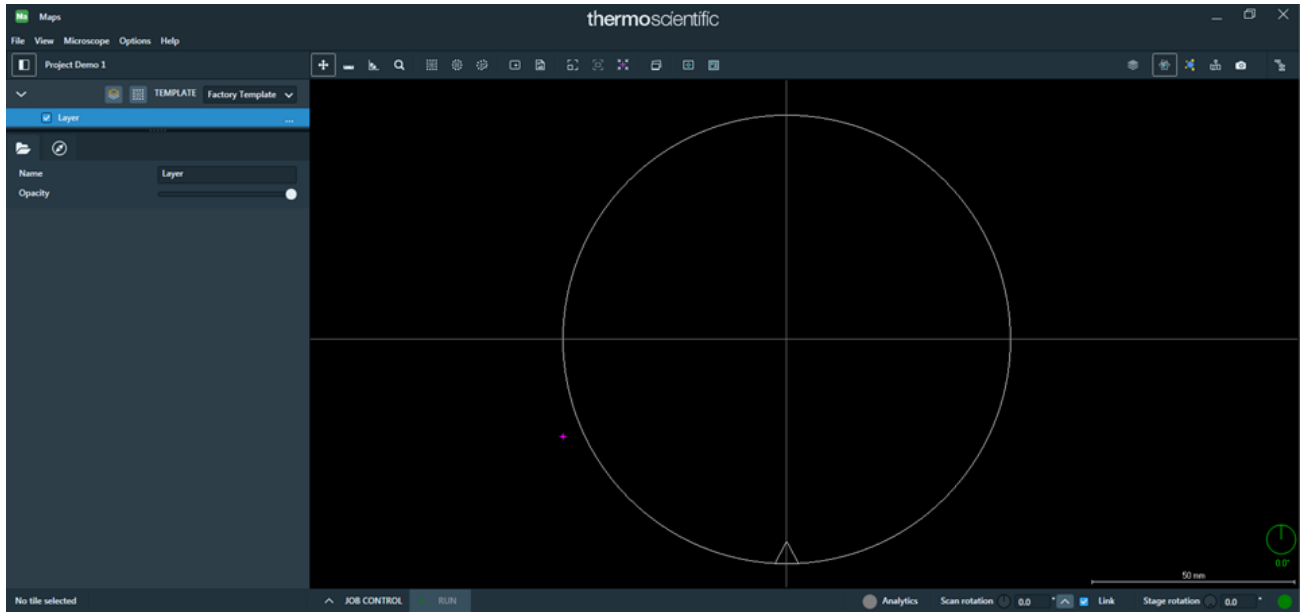 Ma Maps
thermoscientific
File View Microscope Options Help
Project Demo 1
TEMPLATE Factory Template
Layer ...
Name Layer
Opacity
0.0°
50 mm
No tile selected JOB CONTROL RUN Analytics Scan rotation 0.0 ° Link Stage rotation 0.0 °